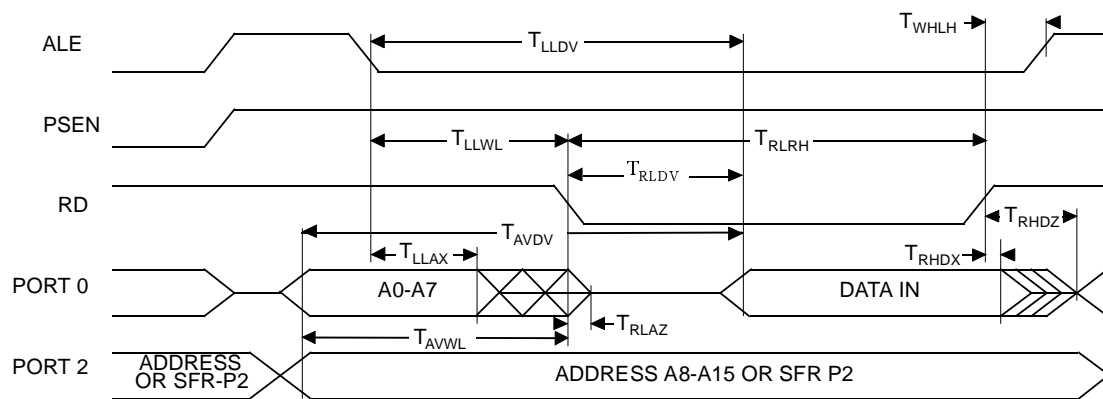 T_WHLH
ALE
T_LLDV
PSEN
T_LLWL
T_RLRH
T_RLDV
RD
T_RHDZ
T_AVDV
T_LLAX
T_RHDX
PORT 0
A0-A7
DATA IN
T_RLAZ
T_AVWL
PORT 2
ADDRESS
OR SFR-P2
ADDRESS A8-A15 OR SFR P2